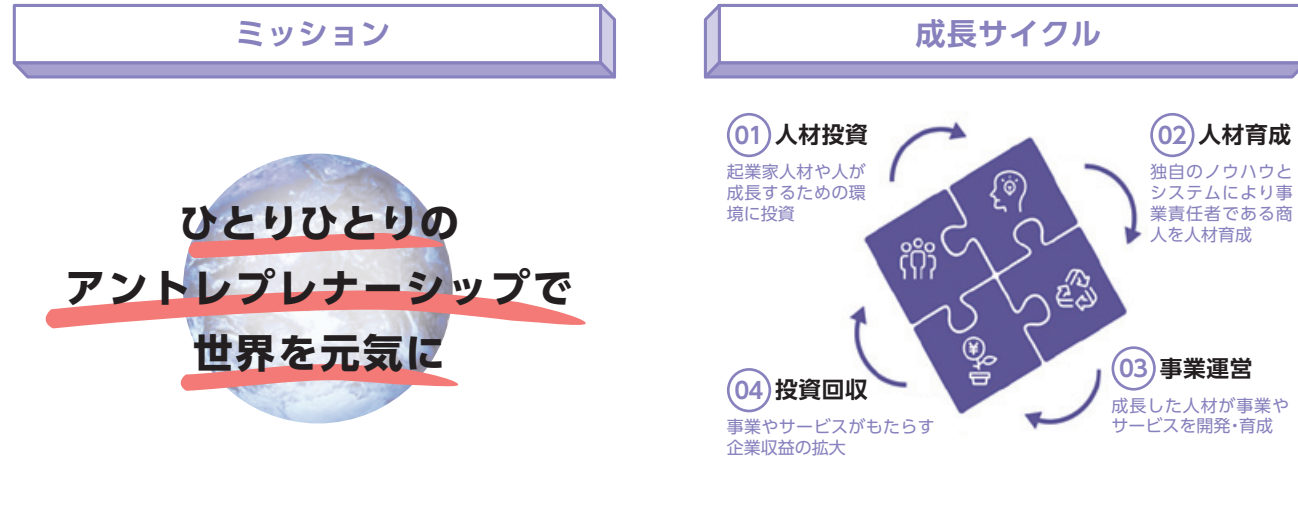 ミッション
ひとりひとりの
アントレプレナーシップで
世界を元気に
成長サイクル
01 人材投資
起業家人材や人が
成長するための環
境に投資
02 人材育成
独自のノウハウと
システムにより事
業責任者である商
人を人材育成
03 事業運営
成長した人材が事業や
サービスを開発・育成
04 投資回収
事業やサービスがもたらす
企業収益の拡大
¥